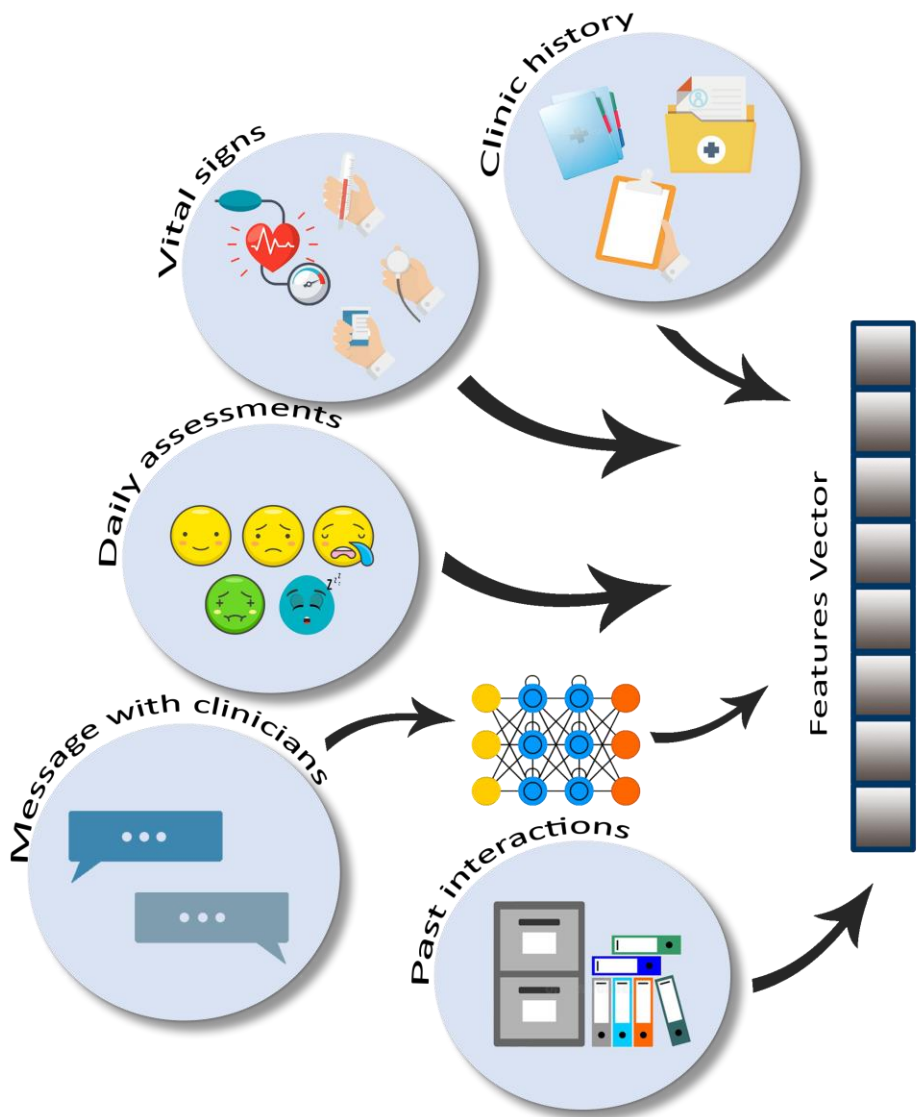 Clinic history
Vital signs
Daily assessments
Features Vector
Message with clinicians
Past interactions
z z z